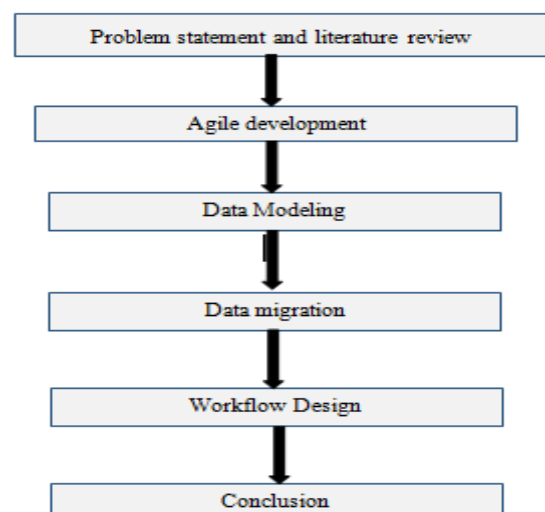 Problem statement and literature review
Agile development
Data Modeling
Data migration
Workflow Design
Conclusion